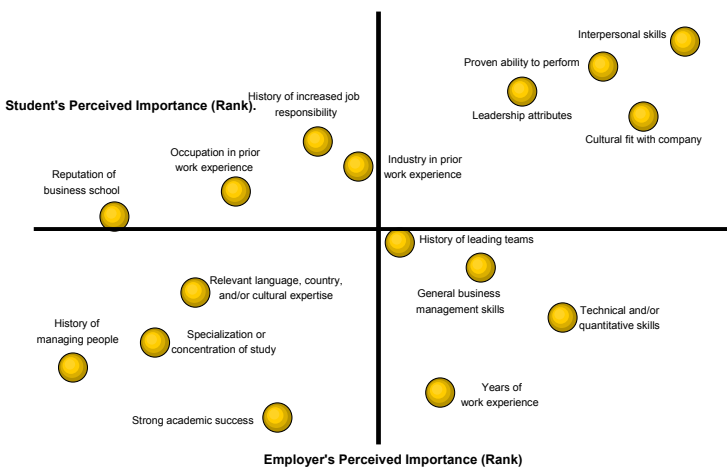 Interpersonal skills
Proven ability to perform
Student's Perceived Importance (Rank).
History of increased job
responsibility
Leadership attributes
Cultural fit with company
Occupation in prior
work experience
Industry in prior
work experience
Reputation of
business school
History of leading teams
Relevant language, country,
and/or cultural expertise
General business
management skills
Technical and/or
quantitative skills
History of
managing people
Specialization or
concentration of study
Years of
work experience
Strong academic success
Employer's Perceived Importance (Rank)